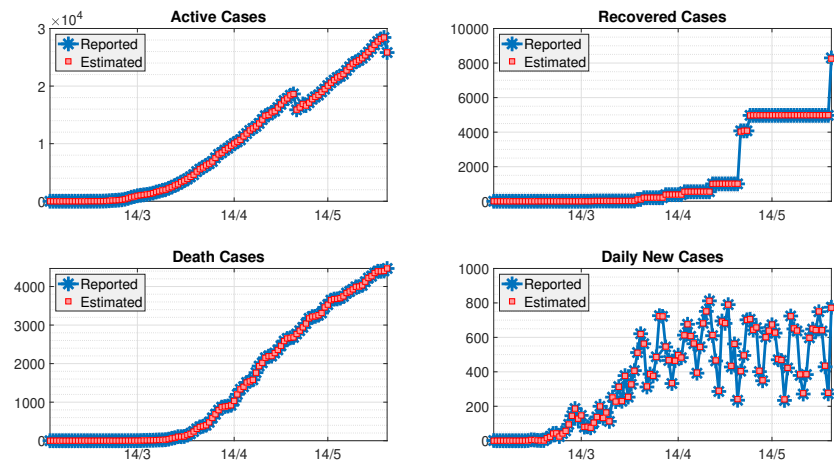 Active Cases
×10⁴
3
2
1
0
Reported
Estimated
14/3
14/4
14/5
Recovered Cases
10000
8000
6000
4000
2000
0
Reported
Estimated
14/3
14/4
14/5
Death Cases
4000
3000
2000
1000
0
Reported
Estimated
14/3
14/4
14/5
Daily New Cases
1000
800
600
400
200
0
Reported
Estimated
14/3
14/4
14/5